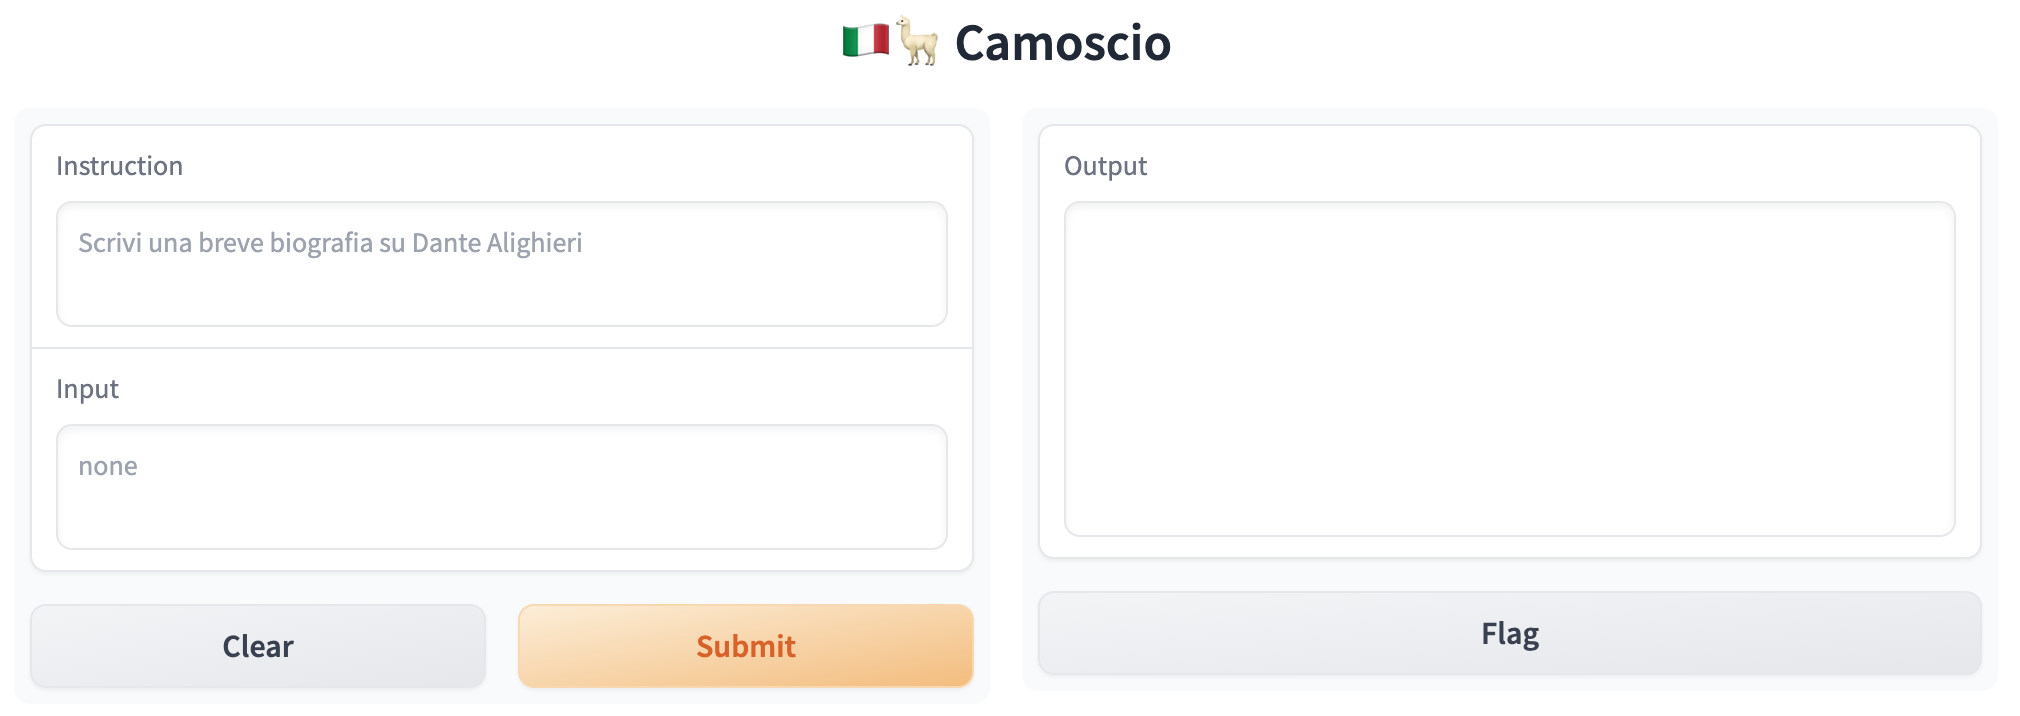 🇮🇹🦙 Camoscio
Instruction
Scrivi una breve biografia su Dante Alighieri
Input
none
Clear
Submit
Output
Flag